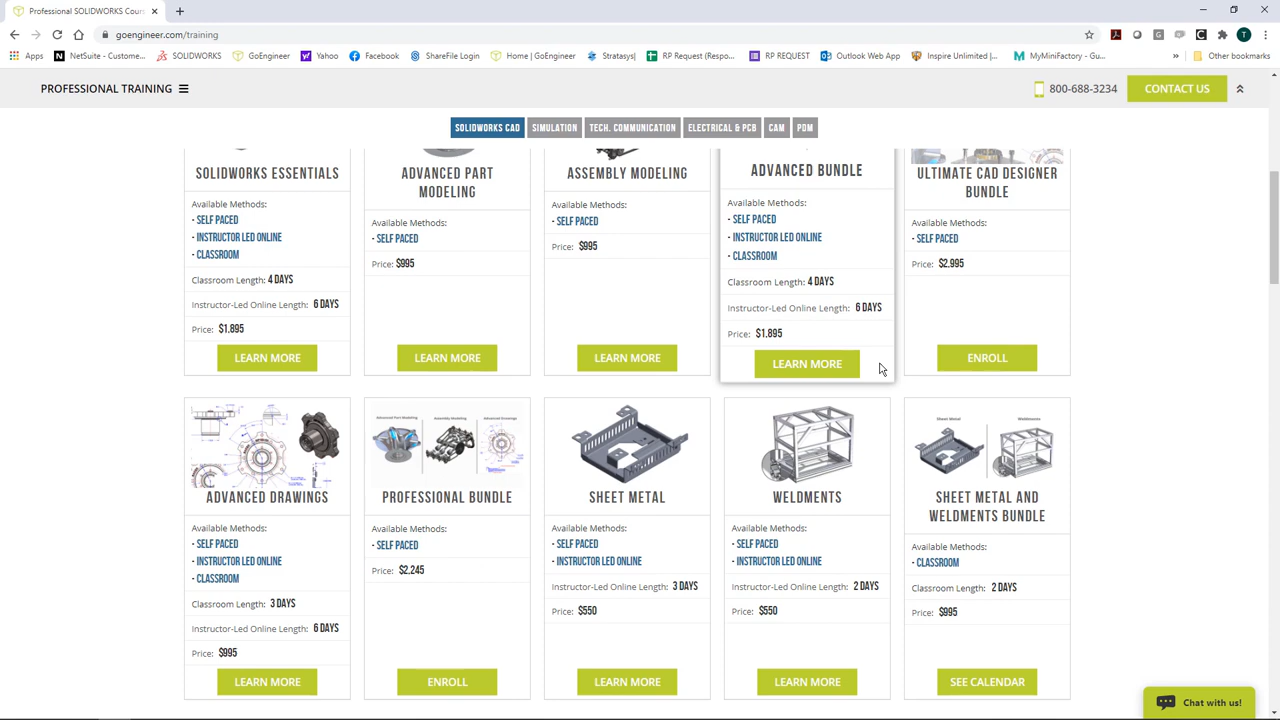 Professional SOLIDWORKS Cour
goengineer.com/training
Apps
NetSuite - Custome...
SOLIDWORKS
GoEngineer
Yahoo
Facebook
ShareFile Login
Home | GoEngineer
Stratasys|
RP Request (Respo...
RP REQUEST
Outlook Web App
Inspire Unlimited |...
MyMiniFactory - Gu...
»
Other bookmarks
PROFESSIONAL TRAINING
800-688-3234
CONTACT US
SOLIDWORKS CAD
SIMULATION
TECH. COMMUNICATION
ELECTRICAL & PCB
CAM
PDM
SOLIDWORKS ESSENTIALS
Available Methods:
- SELF PACED
- INSTRUCTOR LED ONLINE
- CLASSROOM
Classroom Length: 4 DAYS
Instructor-Led Online Length: 6 DAYS
Price: $1,895
LEARN MORE
ADVANCED PART
MODELING
Available Methods:
- SELF PACED
Price: $995
LEARN MORE
ASSEMBLY MODELING
Available Methods:
- SELF PACED
Price: $995
LEARN MORE
ADVANCED BUNDLE
Available Methods:
- SELF PACED
- INSTRUCTOR LED ONLINE
- CLASSROOM
Classroom Length: 4 DAYS
Instructor-Led Online Length: 6 DAYS
Price: $1,895
LEARN MORE
ULTIMATE CAD DESIGNER
BUNDLE
Available Methods:
- SELF PACED
Price: $2,995
ENROLL
ADVANCED DRAWINGS
Available Methods:
- SELF PACED
- INSTRUCTOR LED ONLINE
- CLASSROOM
Classroom Length: 3 DAYS
Instructor-Led Online Length: 6 DAYS
Price: $995
LEARN MORE
Advanced Part Modeling
Assembly Modeling
Advanced Drawings
PROFESSIONAL BUNDLE
Available Methods:
- SELF PACED
Price: $2,245
ENROLL
SHEET METAL
Available Methods:
- SELF PACED
- INSTRUCTOR LED ONLINE
Instructor-Led Online Length: 3 DAYS
Price: $550
LEARN MORE
WELDMENTS
Available Methods:
- SELF PACED
- INSTRUCTOR LED ONLINE
Instructor-Led Online Length: 2 DAYS
Price: $550
LEARN MORE
Sheet Metal
Weldments
SHEET METAL AND
WELDMENTS BUNDLE
Available Methods:
- CLASSROOM
Classroom Length: 2 DAYS
Price: $995
SEE CALENDAR
Chat with us!